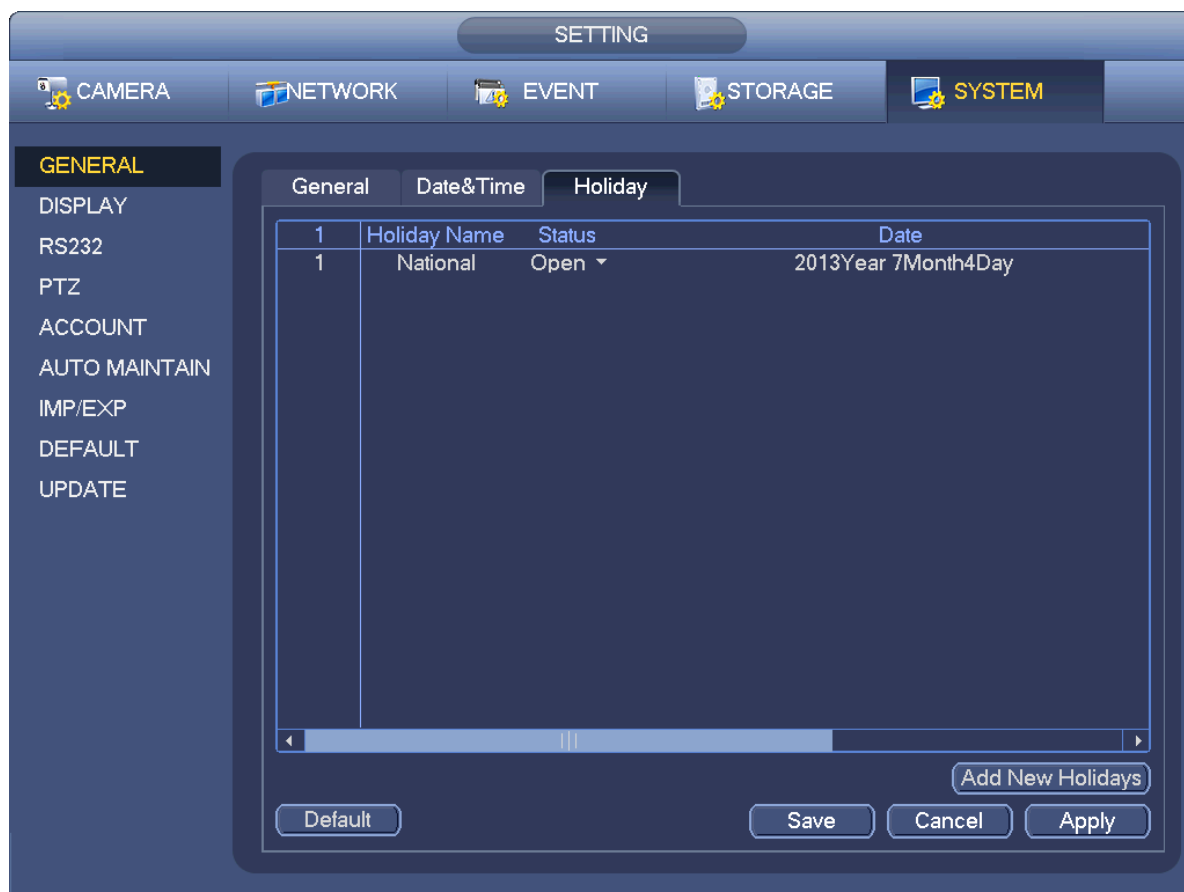 SETTING
CAMERA NETWORK EVENT STORAGE SYSTEM
GENERAL
DISPLAY
RS232
PTZ
ACCOUNT
AUTO MAINTAIN
IMP/EXP
DEFAULT
UPDATE
General Date&Time Holiday
1 Holiday Name Status Date
1 National Open 2013Year 7Month4Day
Add New Holidays
Default Save Cancel Apply